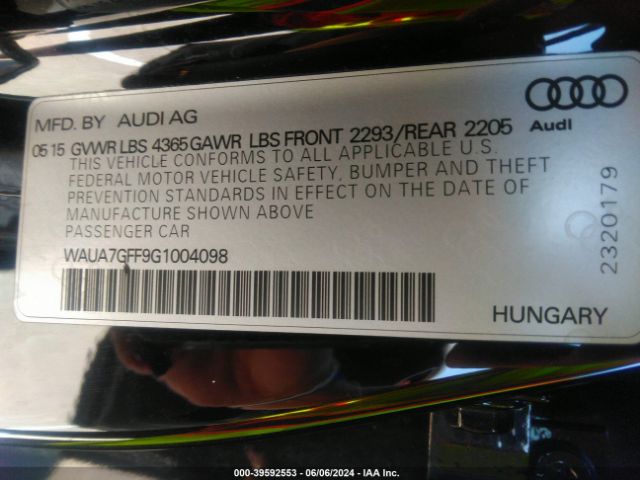 MFD. BY AUDI AG
Audi
05 15 GVWR LBS 4365 GAWR LBS FRONT 2293/REAR 2205
THIS VEHICLE CONFORMS TO ALL APPLICABLE U.S.
FEDERAL MOTOR VEHICLE SAFETY, BUMPER AND THEFT
PREVENTION STANDARDS IN EFFECT ON THE DATE OF
MANUFACTURE SHOWN ABOVE
PASSENGER CAR
WAUA7GFF9G1004098
2320179
HUNGARY
000-39592553 - 06/06/2024 - IAA Inc.